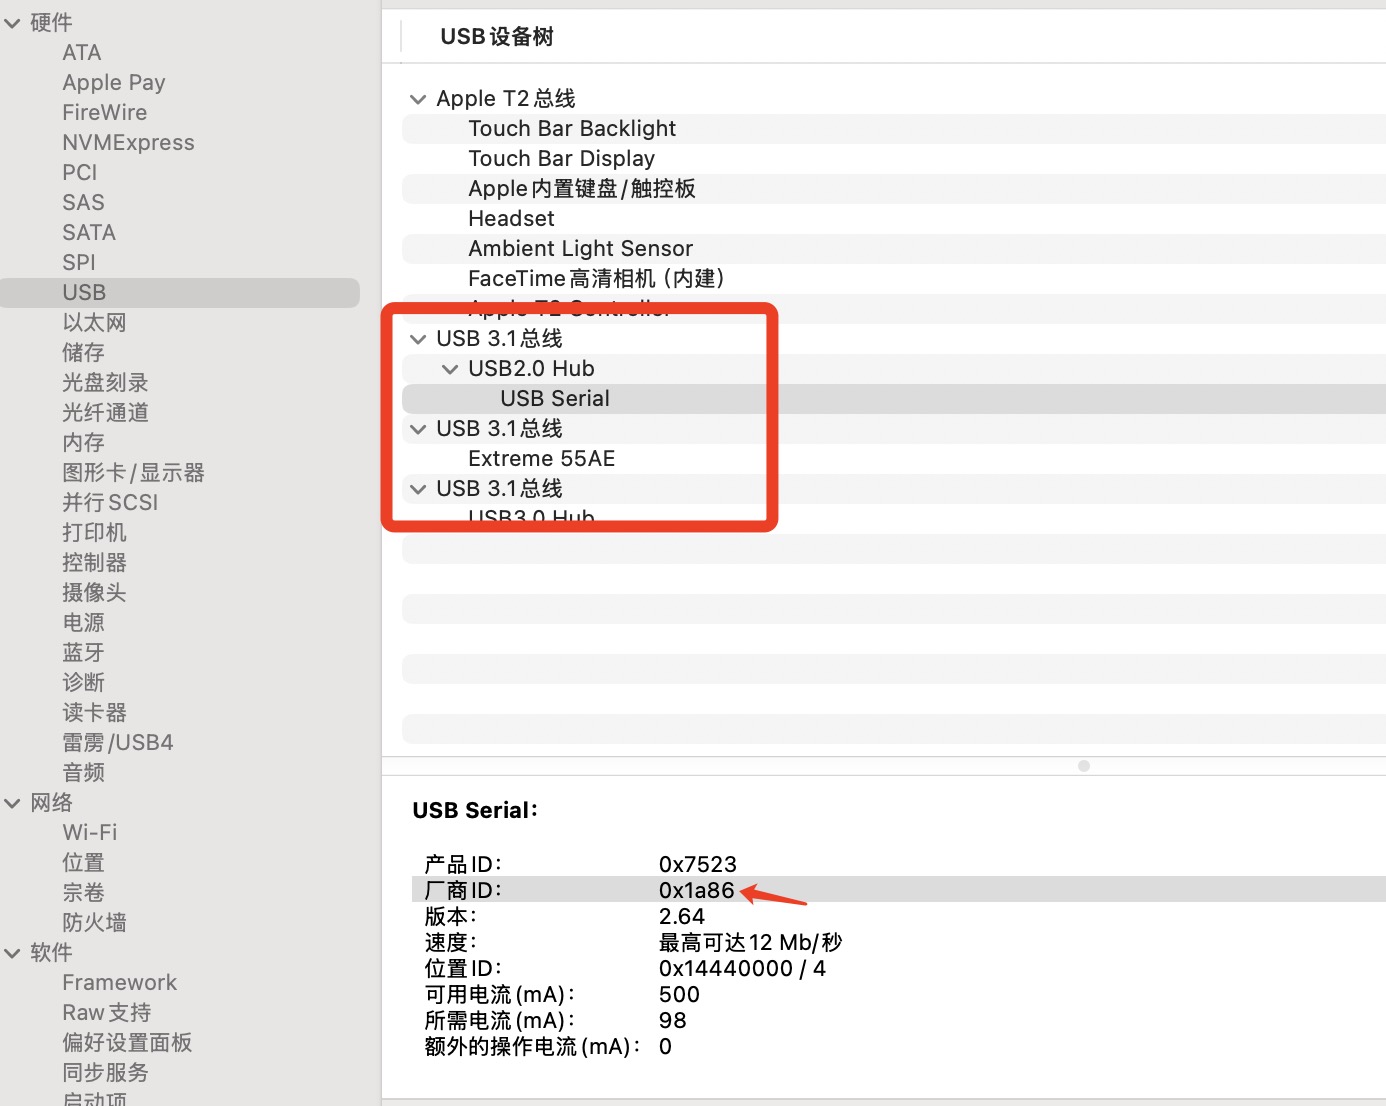 硬件
ATA
Apple Pay
FireWire
NVMExpress
PCI
SAS
SATA
SPI
USB
以太网
储存
光盘刻录
光纤通道
内存
图形卡/显示器
并行SCSI
打印机
控制器
摄像头
电源
蓝牙
诊断
读卡器
雷雳/USB4
音频
网络
Wi-Fi
位置
宗卷
防火墙
软件
Framework
Raw支持
偏好设置面板
同步服务
启动项
USB设备树
Apple T2总线
Touch Bar Backlight
Touch Bar Display
Apple内置键盘/触控板
Headset
Ambient Light Sensor
FaceTime高清相机（内建）
Apple T2 Controller
USB 3.1总线
USB2.0 Hub
USB Serial
USB 3.1总线
Extreme 55AE
USB 3.1总线
USB3.0 Hub
USB Serial：
产品ID： 0x7523
厂商ID： 0x1a86
版本： 2.64
速度： 最高可达12 Mb/秒
位置ID： 0x14440000 / 4
可用电流(mA)： 500
所需电流(mA)： 98
额外的操作电流(mA)： 0